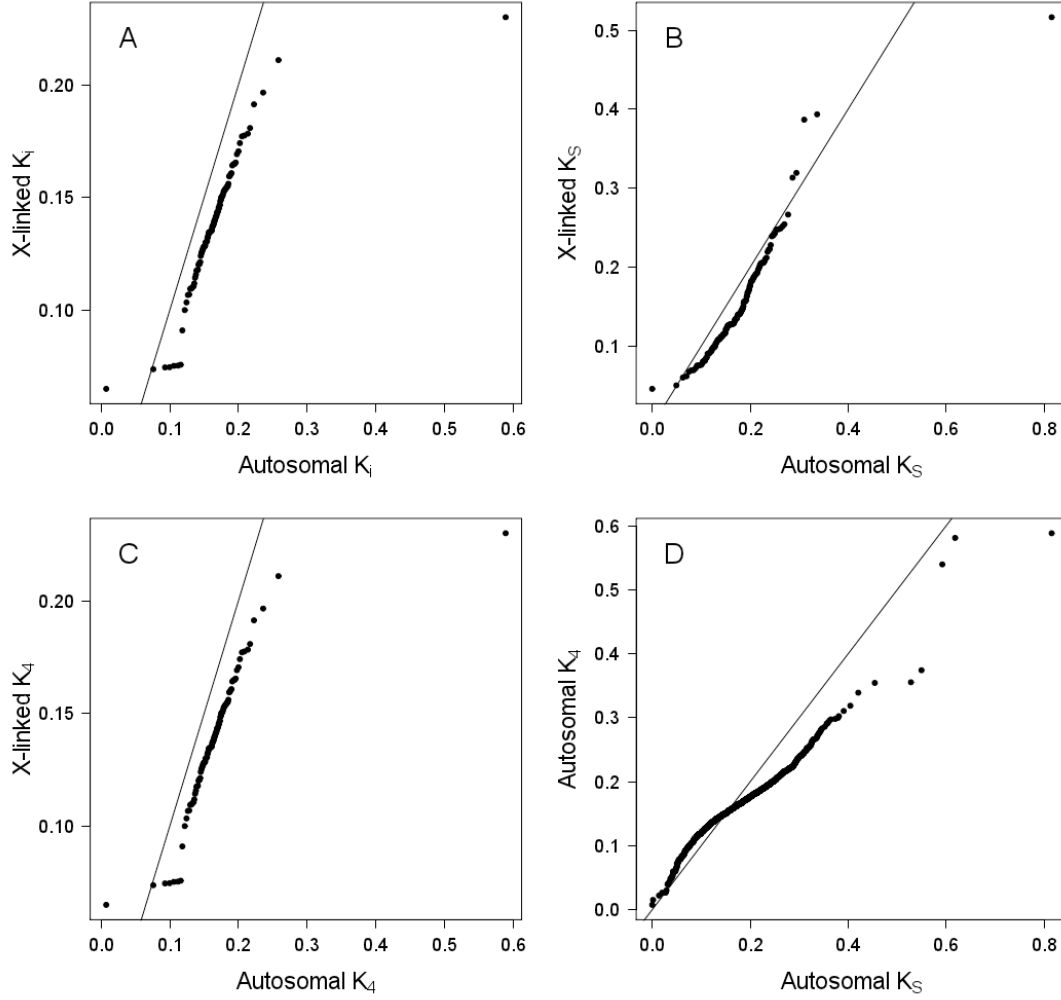 A
X-linked Ki
0.20
0.15
0.10
0.0 0.1 0.2 0.3 0.4 0.5 0.6
Autosomal Ki
B
X-linked KS
0.5
0.4
0.3
0.2
0.1
0.0 0.2 0.4 0.6 0.8
Autosomal KS
C
X-linked K4
0.20
0.15
0.10
0.0 0.1 0.2 0.3 0.4 0.5 0.6
Autosomal K4
D
Autosomal K4
0.6
0.5
0.4
0.3
0.2
0.1
0.0
0.0 0.2 0.4 0.6 0.8
Autosomal KS